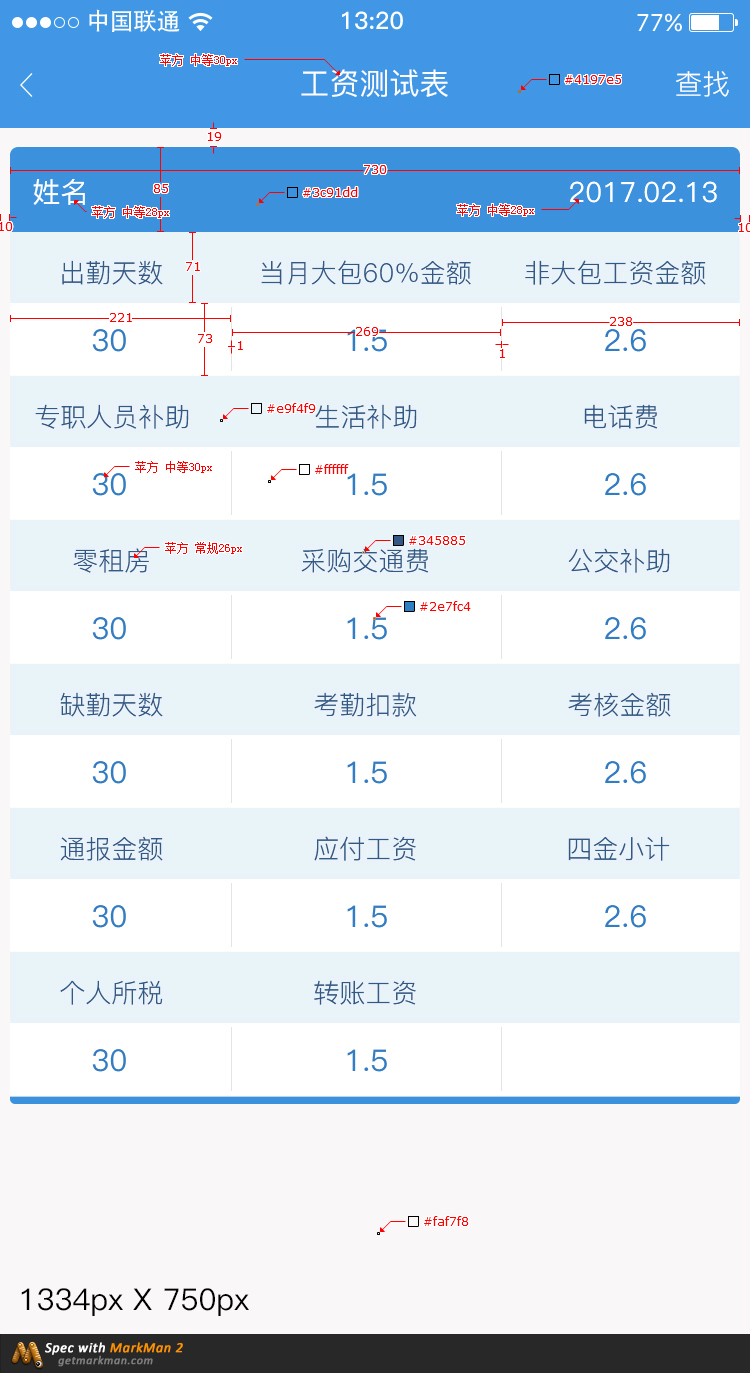 中国联通 13:20 77%
苹方 中等30px
工资测试表 #4197e5 查找
19
730
姓名 85 #3c91dd 2017.02.13
苹方 中等28px 苹方 中等28px
10 10
出勤天数 71 当月大包60%金额 非大包工资金额
221 269 238
30 73 1 1.5 1 2.6
专职人员补助 #e9f4f9 生活补助 电话费
苹方 中等30px #ffffff
30 1.5 2.6
#345885
苹方 常规26px
零租房 采购交通费 公交补助
#2e7fc4
30 1.5 2.6
缺勤天数 考勤扣款 考核金额
30 1.5 2.6
通报金额 应付工资 四金小计
30 1.5 2.6
个人所税 转账工资
30 1.5
#faf7f8
1334px X 750px
Spec with MarkMan 2
getmarkman.com